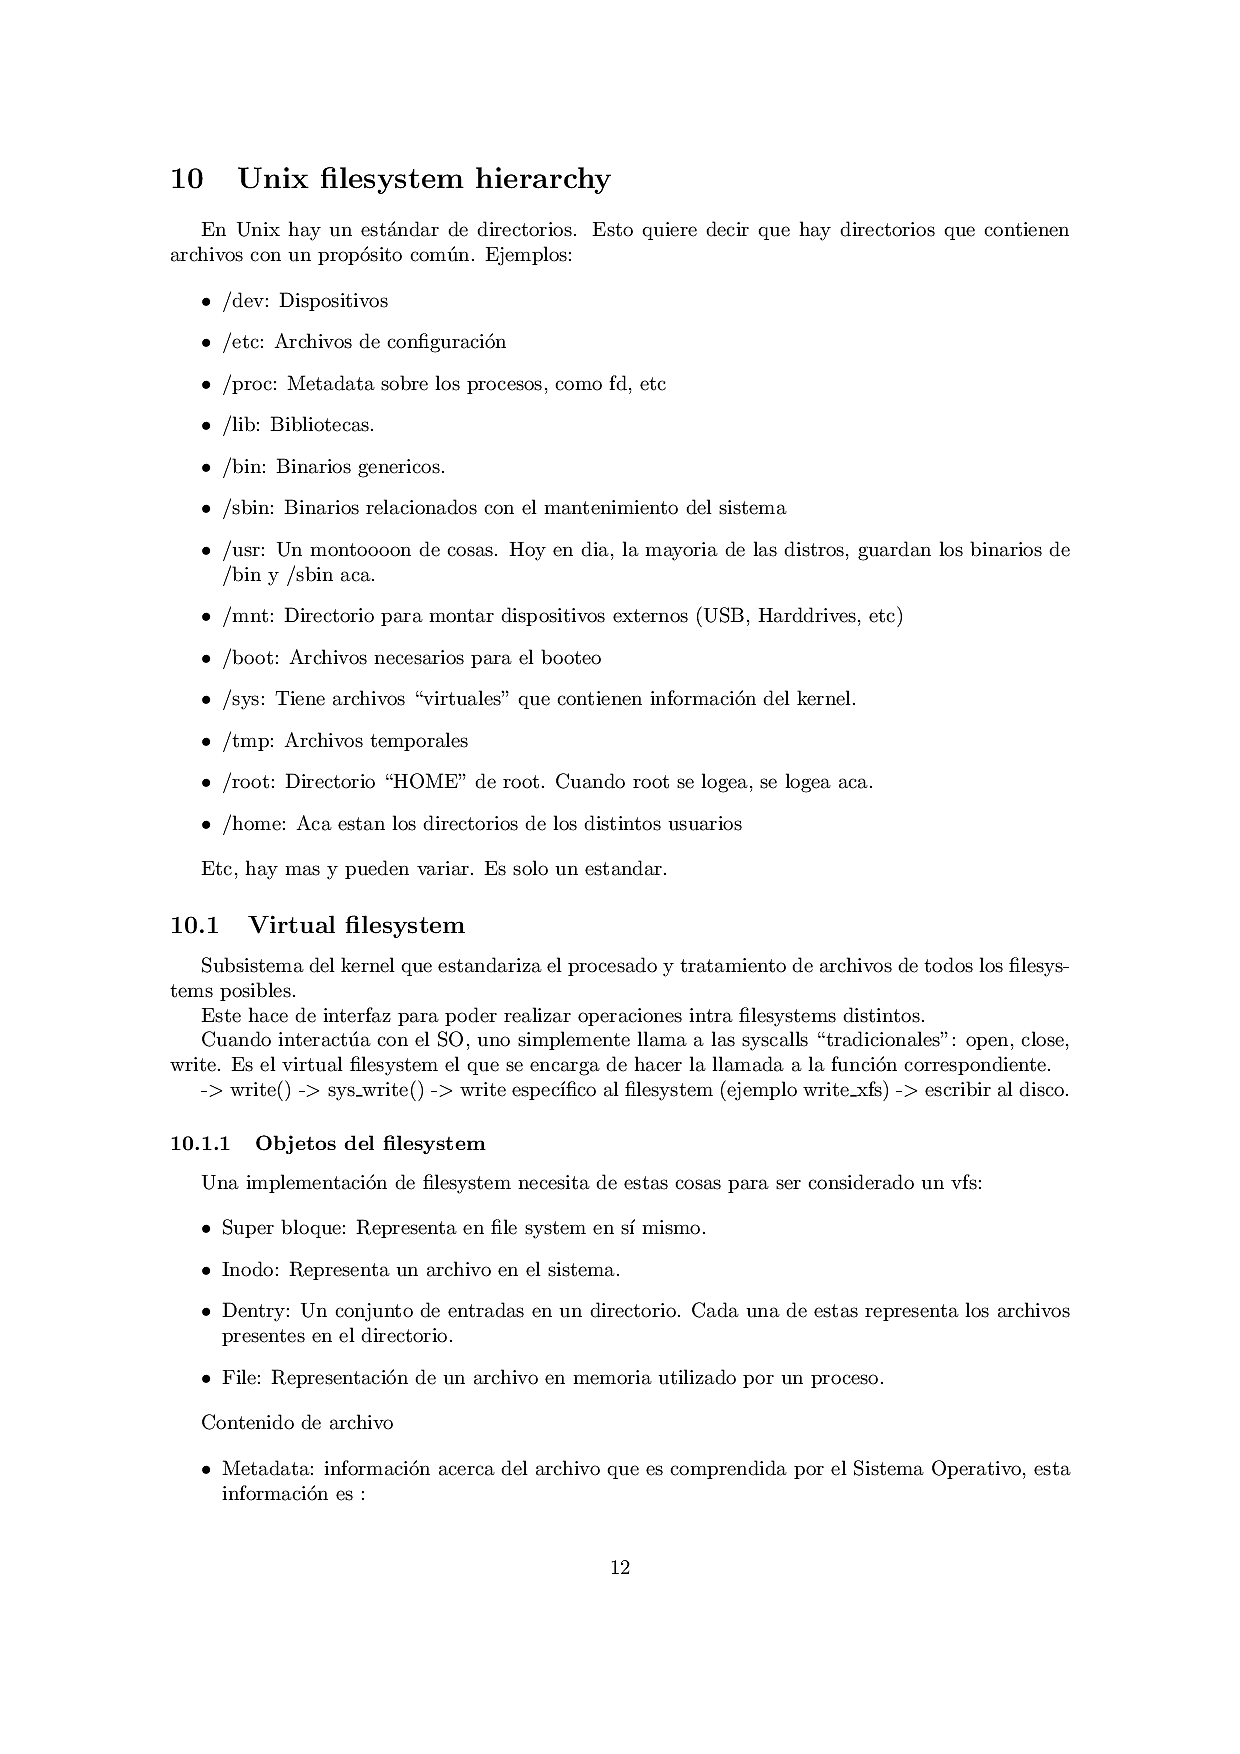 10 Unix filesystem hierarchy
En Unix hay un estándar de directorios. Esto quiere decir que hay directorios que contienen
archivos con un propósito común. Ejemplos:
• /dev: Dispositivos
• /etc: Archivos de configuración
• /proc: Metadata sobre los procesos, como fd, etc
• /lib: Bibliotecas.
• /bin: Binarios genericos.
• /sbin: Binarios relacionados con el mantenimiento del sistema
• /usr: Un montoooon de cosas. Hoy en dia, la mayoria de las distros, guardan los binarios de
/bin y /sbin aca.
• /mnt: Directorio para montar dispositivos externos (USB, Harddrives, etc)
• /boot: Archivos necesarios para el booteo
• /sys: Tiene archivos “virtuales” que contienen información del kernel.
• /tmp: Archivos temporales
• /root: Directorio “HOME” de root. Cuando root se logea, se logea aca.
• /home: Aca estan los directorios de los distintos usuarios
Etc, hay mas y pueden variar. Es solo un estandar.
10.1 Virtual filesystem
Subsistema del kernel que estandariza el procesado y tratamiento de archivos de todos los filesys-
tems posibles.
Este hace de interfaz para poder realizar operaciones intra filesystems distintos.
Cuando interactúa con el SO, uno simplemente llama a las syscalls “tradicionales”: open, close,
write. Es el virtual filesystem el que se encarga de hacer la llamada a la función correspondiente.
-> write() -> sys_write() -> write específico al filesystem (ejemplo write_xfs) -> escribir al disco.
10.1.1 Objetos del filesystem
Una implementación de filesystem necesita de estas cosas para ser considerado un vfs:
• Super bloque: Representa en file system en sí mismo.
• Inodo: Representa un archivo en el sistema.
• Dentry: Un conjunto de entradas en un directorio. Cada una de estas representa los archivos
presentes en el directorio.
• File: Representación de un archivo en memoria utilizado por un proceso.
Contenido de archivo
• Metadata: información acerca del archivo que es comprendida por el Sistema Operativo, esta
información es :
12